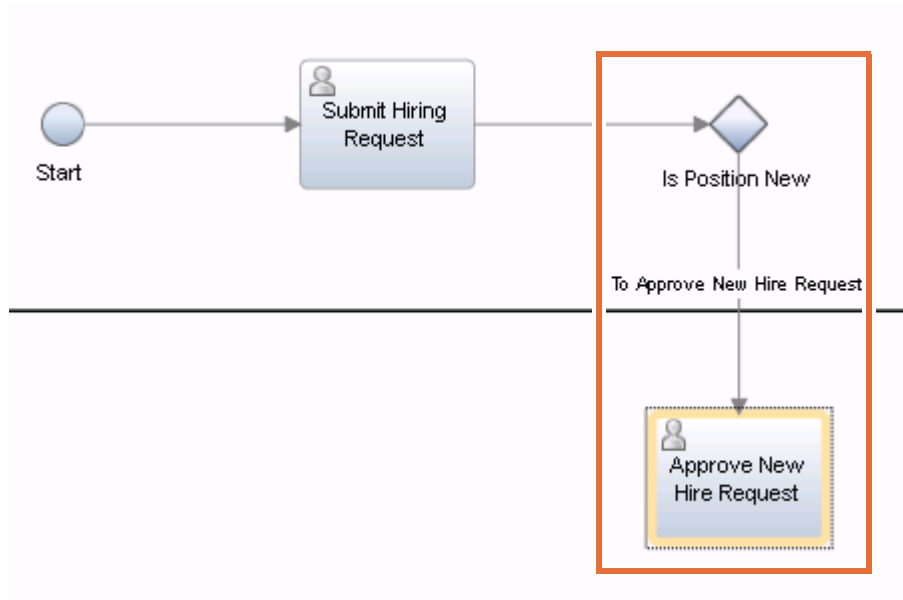 Submit Hiring
Request
Start
Is Position New
To Approve New Hire Request
Approve New
Hire Request